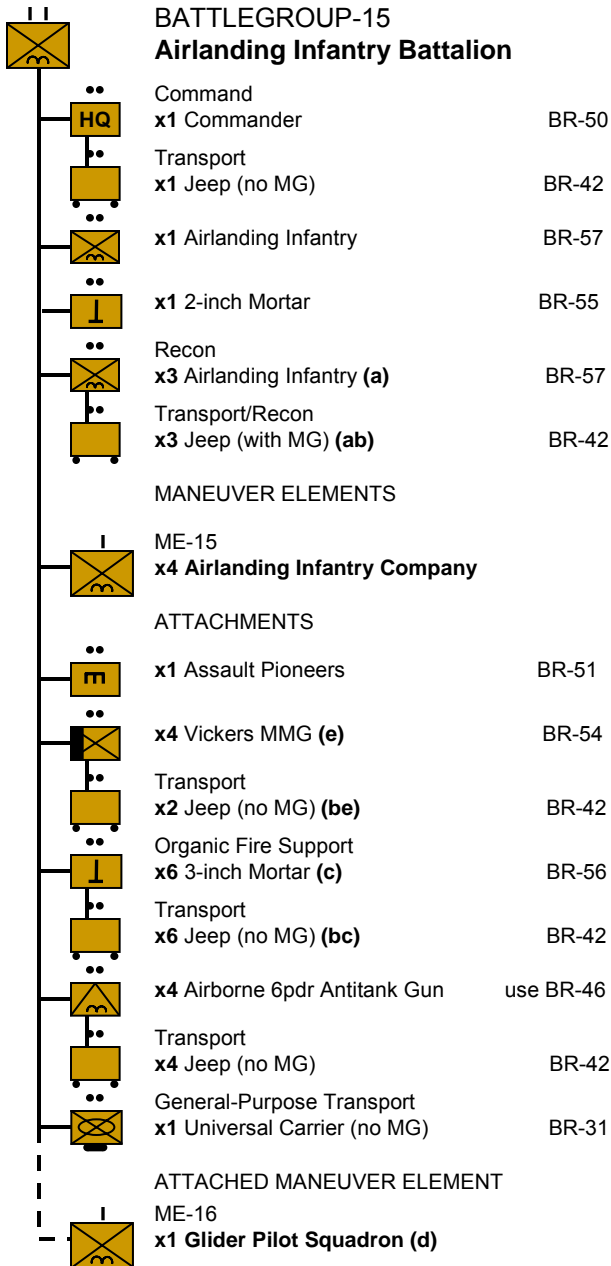 BATTLEGROUP-15
Airlanding Infantry Battalion
Command
HQ x1 Commander BR-50
Transport
x1 Jeep (no MG) BR-42
x1 Airlanding Infantry BR-57
x1 2-inch Mortar BR-55
Recon
x3 Airlanding Infantry (a) BR-57
Transport/Recon
x3 Jeep (with MG) (ab) BR-42
MANEUVER ELEMENTS
ME-15
x4 Airlanding Infantry Company
ATTACHMENTS
x1 Assault Pioneers BR-51
x4 Vickers MMG (e) BR-54
Transport
x2 Jeep (no MG) (be) BR-42
Organic Fire Support
x6 3-inch Mortar (c) BR-56
Transport
x6 Jeep (no MG) (bc) BR-42
x4 Airborne 6pdr Antitank Gun use BR-46
Transport
x4 Jeep (no MG) BR-42
General-Purpose Transport
x1 Universal Carrier (no MG) BR-31
ATTACHED MANEUVER ELEMENT
ME-16
x1 Glider Pilot Squadron (d)